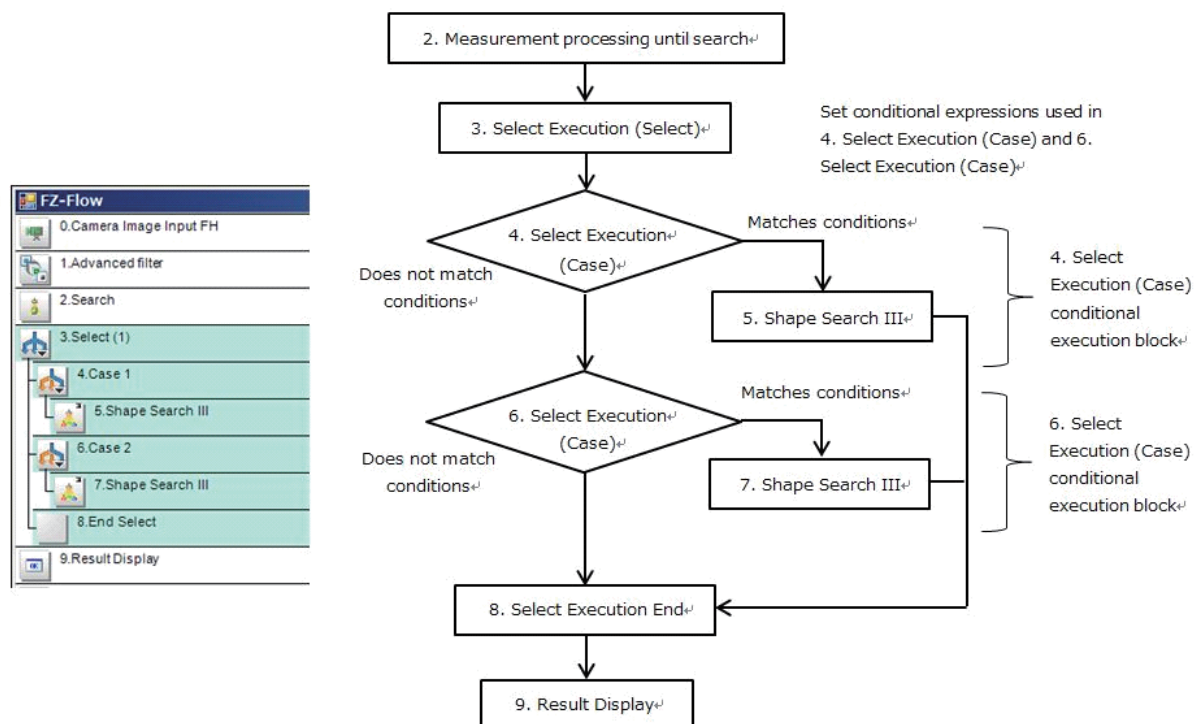 FZ-Flow
0.Camera Image Input FH
1.Advanced filter
2.Search
3.Select (1)
4.Case 1
5.Shape Search III
6.Case 2
7.Shape Search III
8.End Select
9.Result Display
2. Measurement processing until search↵
3. Select Execution (Select)↵
Set conditional expressions used in
4. Select Execution (Case) and 6.
Select Execution (Case)↵
4. Select Execution↵
(Case)↵
Matches conditions↵
Does not match
conditions↵
5. Shape Search III↵
4. Select
Execution (Case)
conditional
execution block↵
6. Select Execution↵
(Case)↵
Matches conditions↵
Does not match
conditions↵
7. Shape Search III↵
6. Select
Execution (Case)
conditional
execution block↵
8. Select Execution End↵
9. Result Display↵